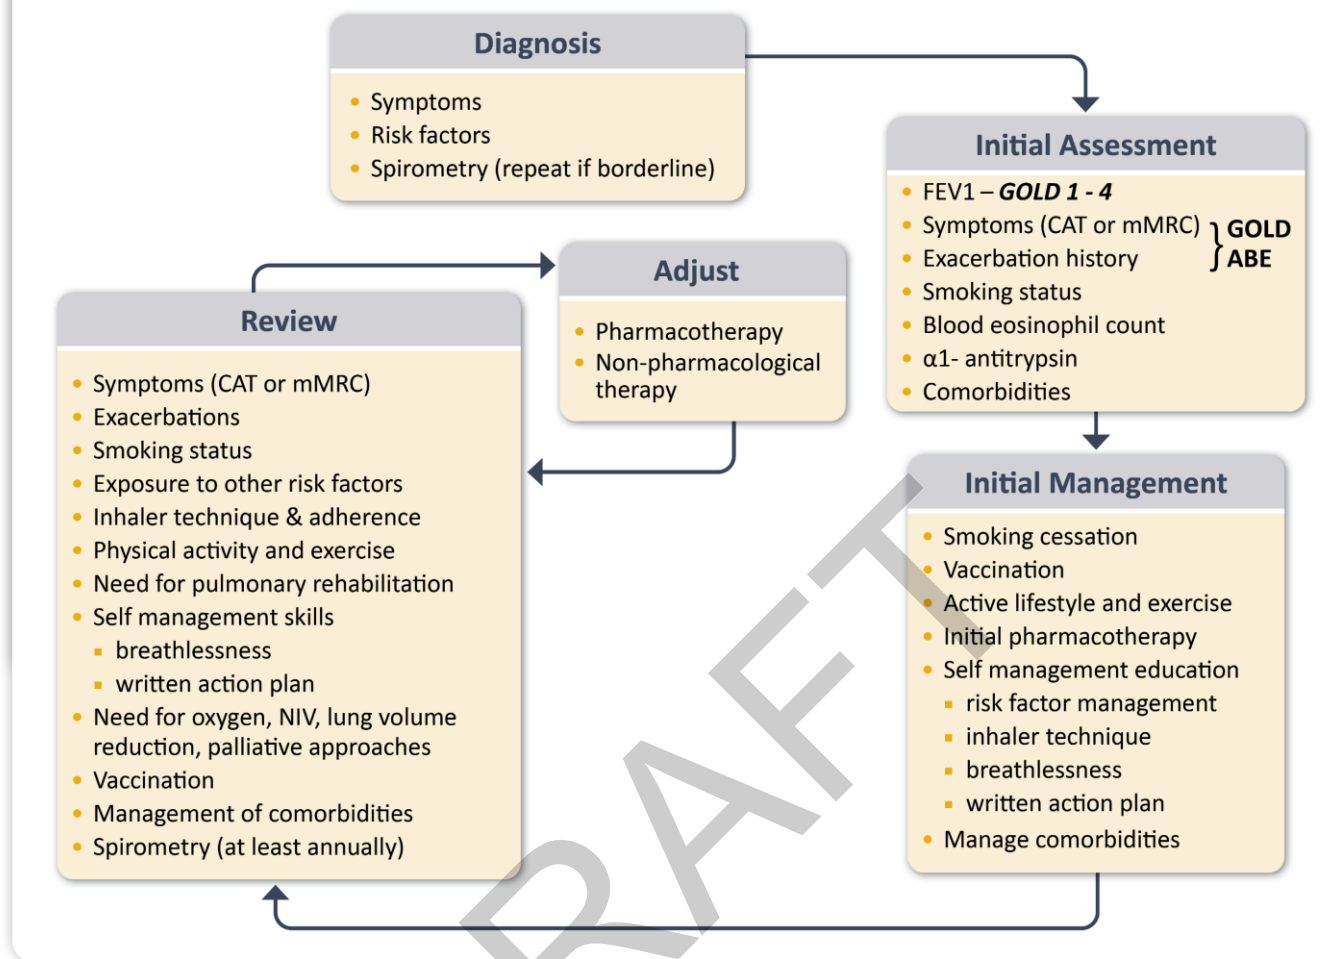 Diagnosis
• Symptoms
• Risk factors
• Spirometry (repeat if borderline)
Initial Assessment
• FEV1 – GOLD 1 - 4
• Symptoms (CAT or mMRC)
• Exacerbation history
GOLD
ABE
• Smoking status
• Blood eosinophil count
• α1- antitrypsin
• Comorbidities
Initial Management
• Smoking cessation
• Vaccination
• Active lifestyle and exercise
• Initial pharmacotherapy
• Self management education
▪ risk factor management
▪ inhaler technique
▪ breathlessness
▪ written action plan
• Manage comorbidities
Review
• Symptoms (CAT or mMRC)
• Exacerbations
• Smoking status
• Exposure to other risk factors
• Inhaler technique & adherence
• Physical activity and exercise
• Need for pulmonary rehabilitation
• Self management skills
▪ breathlessness
▪ written action plan
• Need for oxygen, NIV, lung volume
reduction, palliative approaches
• Vaccination
• Management of comorbidities
• Spirometry (at least annually)
Adjust
• Pharmacotherapy
• Non-pharmacological
therapy
RAFT